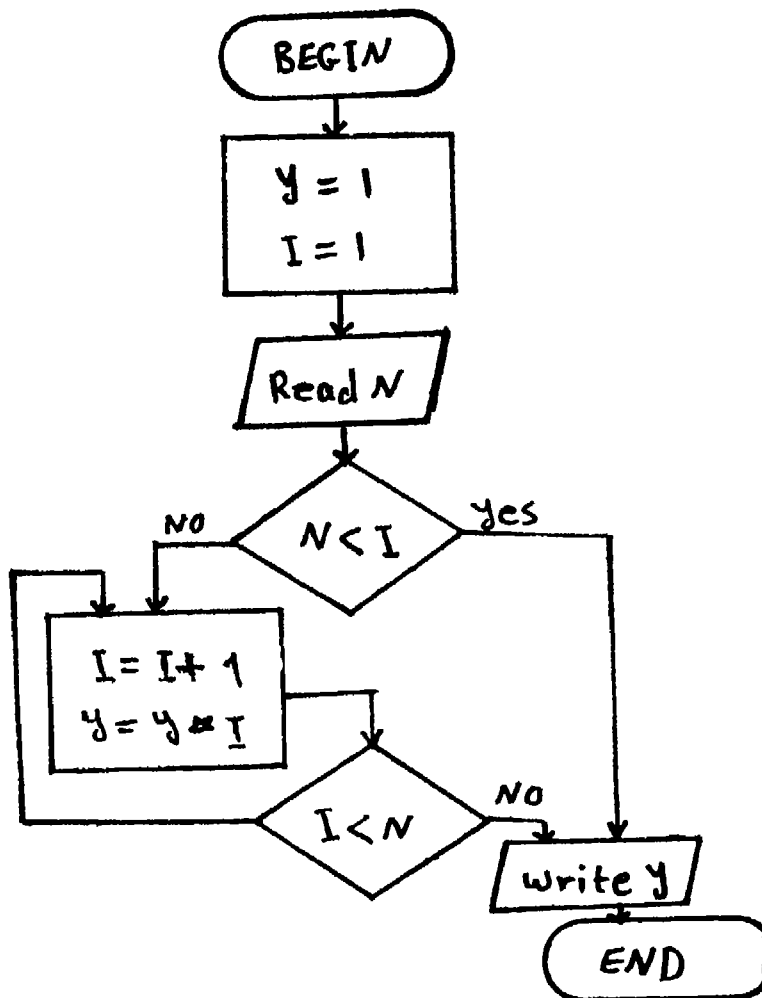 BEGIN
y = 1
I = 1
Read N
N < I
NO
yes
I = I + 1
y = y * I
I < N
NO
write y
END